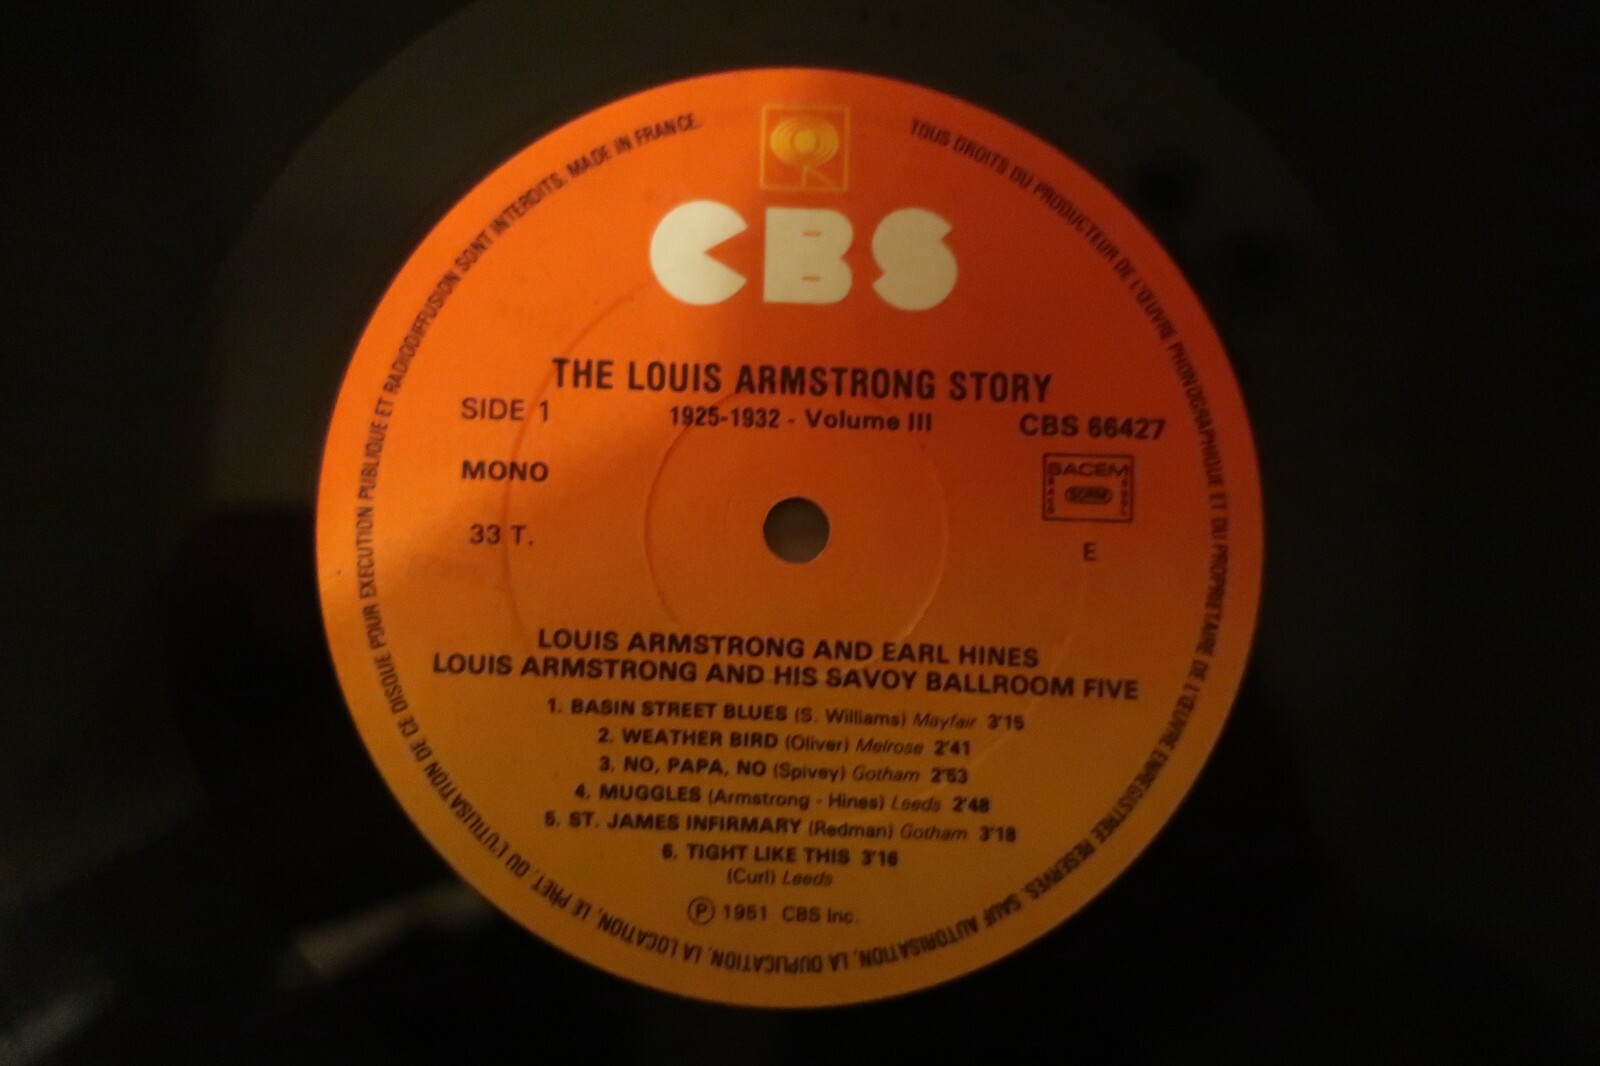 TOUS DROITS DU PRODUCTEUR DE L'ŒUVRE PHONOGRAPHIQUE ET DU PROPRIETAIRE DE L'ŒUVRE ENREGISTREE RESERVES. SAUF AUTORISATION, LA DUPLICATION, LA LOCATION, LE PRET, OU L'UTILISATION DE CE DISQUE POUR EXECUTION PUBLIQUE ET RADIODIFFUSION SONT INTERDITS. MADE IN FRANCE.
CBS
THE LOUIS ARMSTRONG STORY
SIDE 1
1925-1932 - Volume III
CBS 66427
MONO
SACEM
33 T.
E
LOUIS ARMSTRONG AND EARL HINES
LOUIS ARMSTRONG AND HIS SAVOY BALLROOM FIVE
1. BASIN STREET BLUES (S. Williams) Mayfair 3'15
2. WEATHER BIRD (Oliver) Melrose 2'41
3. NO, PAPA, NO (Spivey) Gotham 2'53
4. MUGGLES (Armstrong - Hines) Leeds 2'48
5. ST. JAMES INFIRMARY (Redman) Gotham 3'18
6. TIGHT LIKE THIS 3'16
(Curl) Leeds
Ⓟ 1951 CBS Inc.